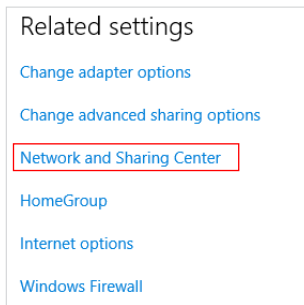 Related settings
Change adapter options
Change advanced sharing options
Network and Sharing Center
HomeGroup
Internet options
Windows Firewall